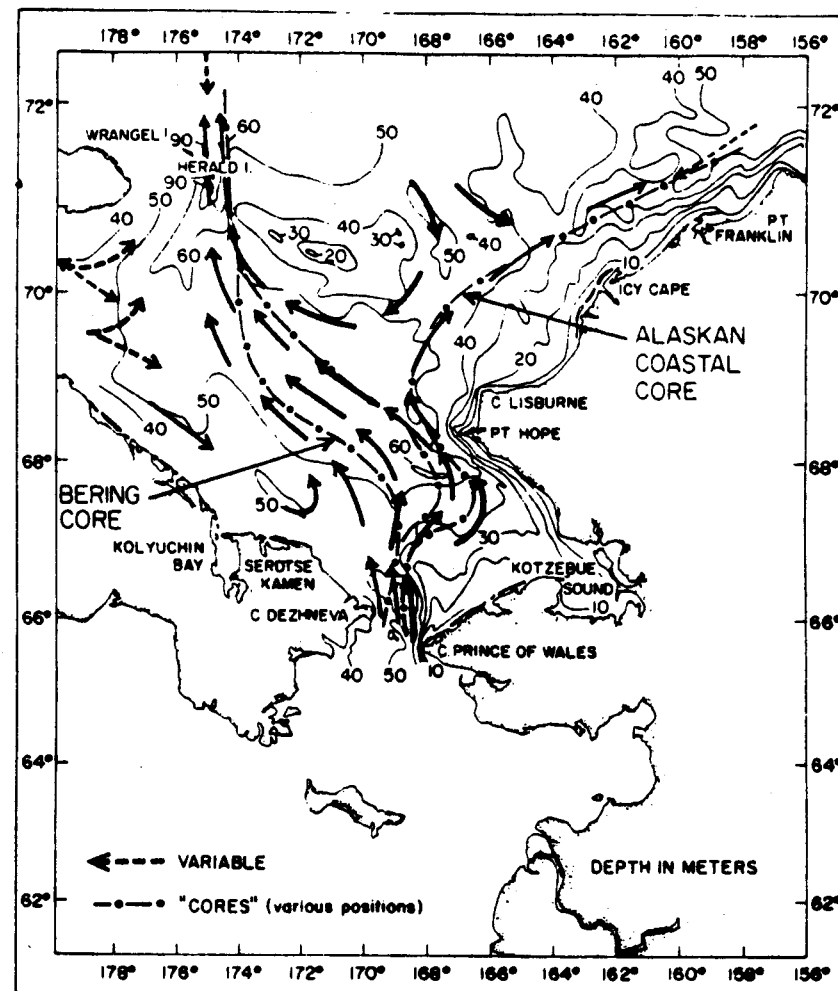 178° 176° 174° 172° 170° 168° 166° 164° 162° 160° 158° 156°
72° 72°
70° 70°
68° 68°
66° 66°
64° 64°
62° 62°
40 50
40
50
60
WRANGEL I.
90
HERALD I.
90
50
40
60
30
40
30
20
40
50
PT.
FRANKLIN
10
ICY CAPE
ALASKAN
COASTAL
CORE
40
20
C LISBURNE
PT HOPE
50
40
60
BERING
CORE
50
30
KOLYUCHIN
BAY
SERDTSE
KAMEN
KOTZEBUE
SOUND
10
C DEZHNEVA
C. PRINCE OF WALES
40 50 10
VARIABLE
"CORES" (various positions)
DEPTH IN METERS
178° 176° 174° 172° 170° 168° 166° 164° 162° 160° 158° 156°